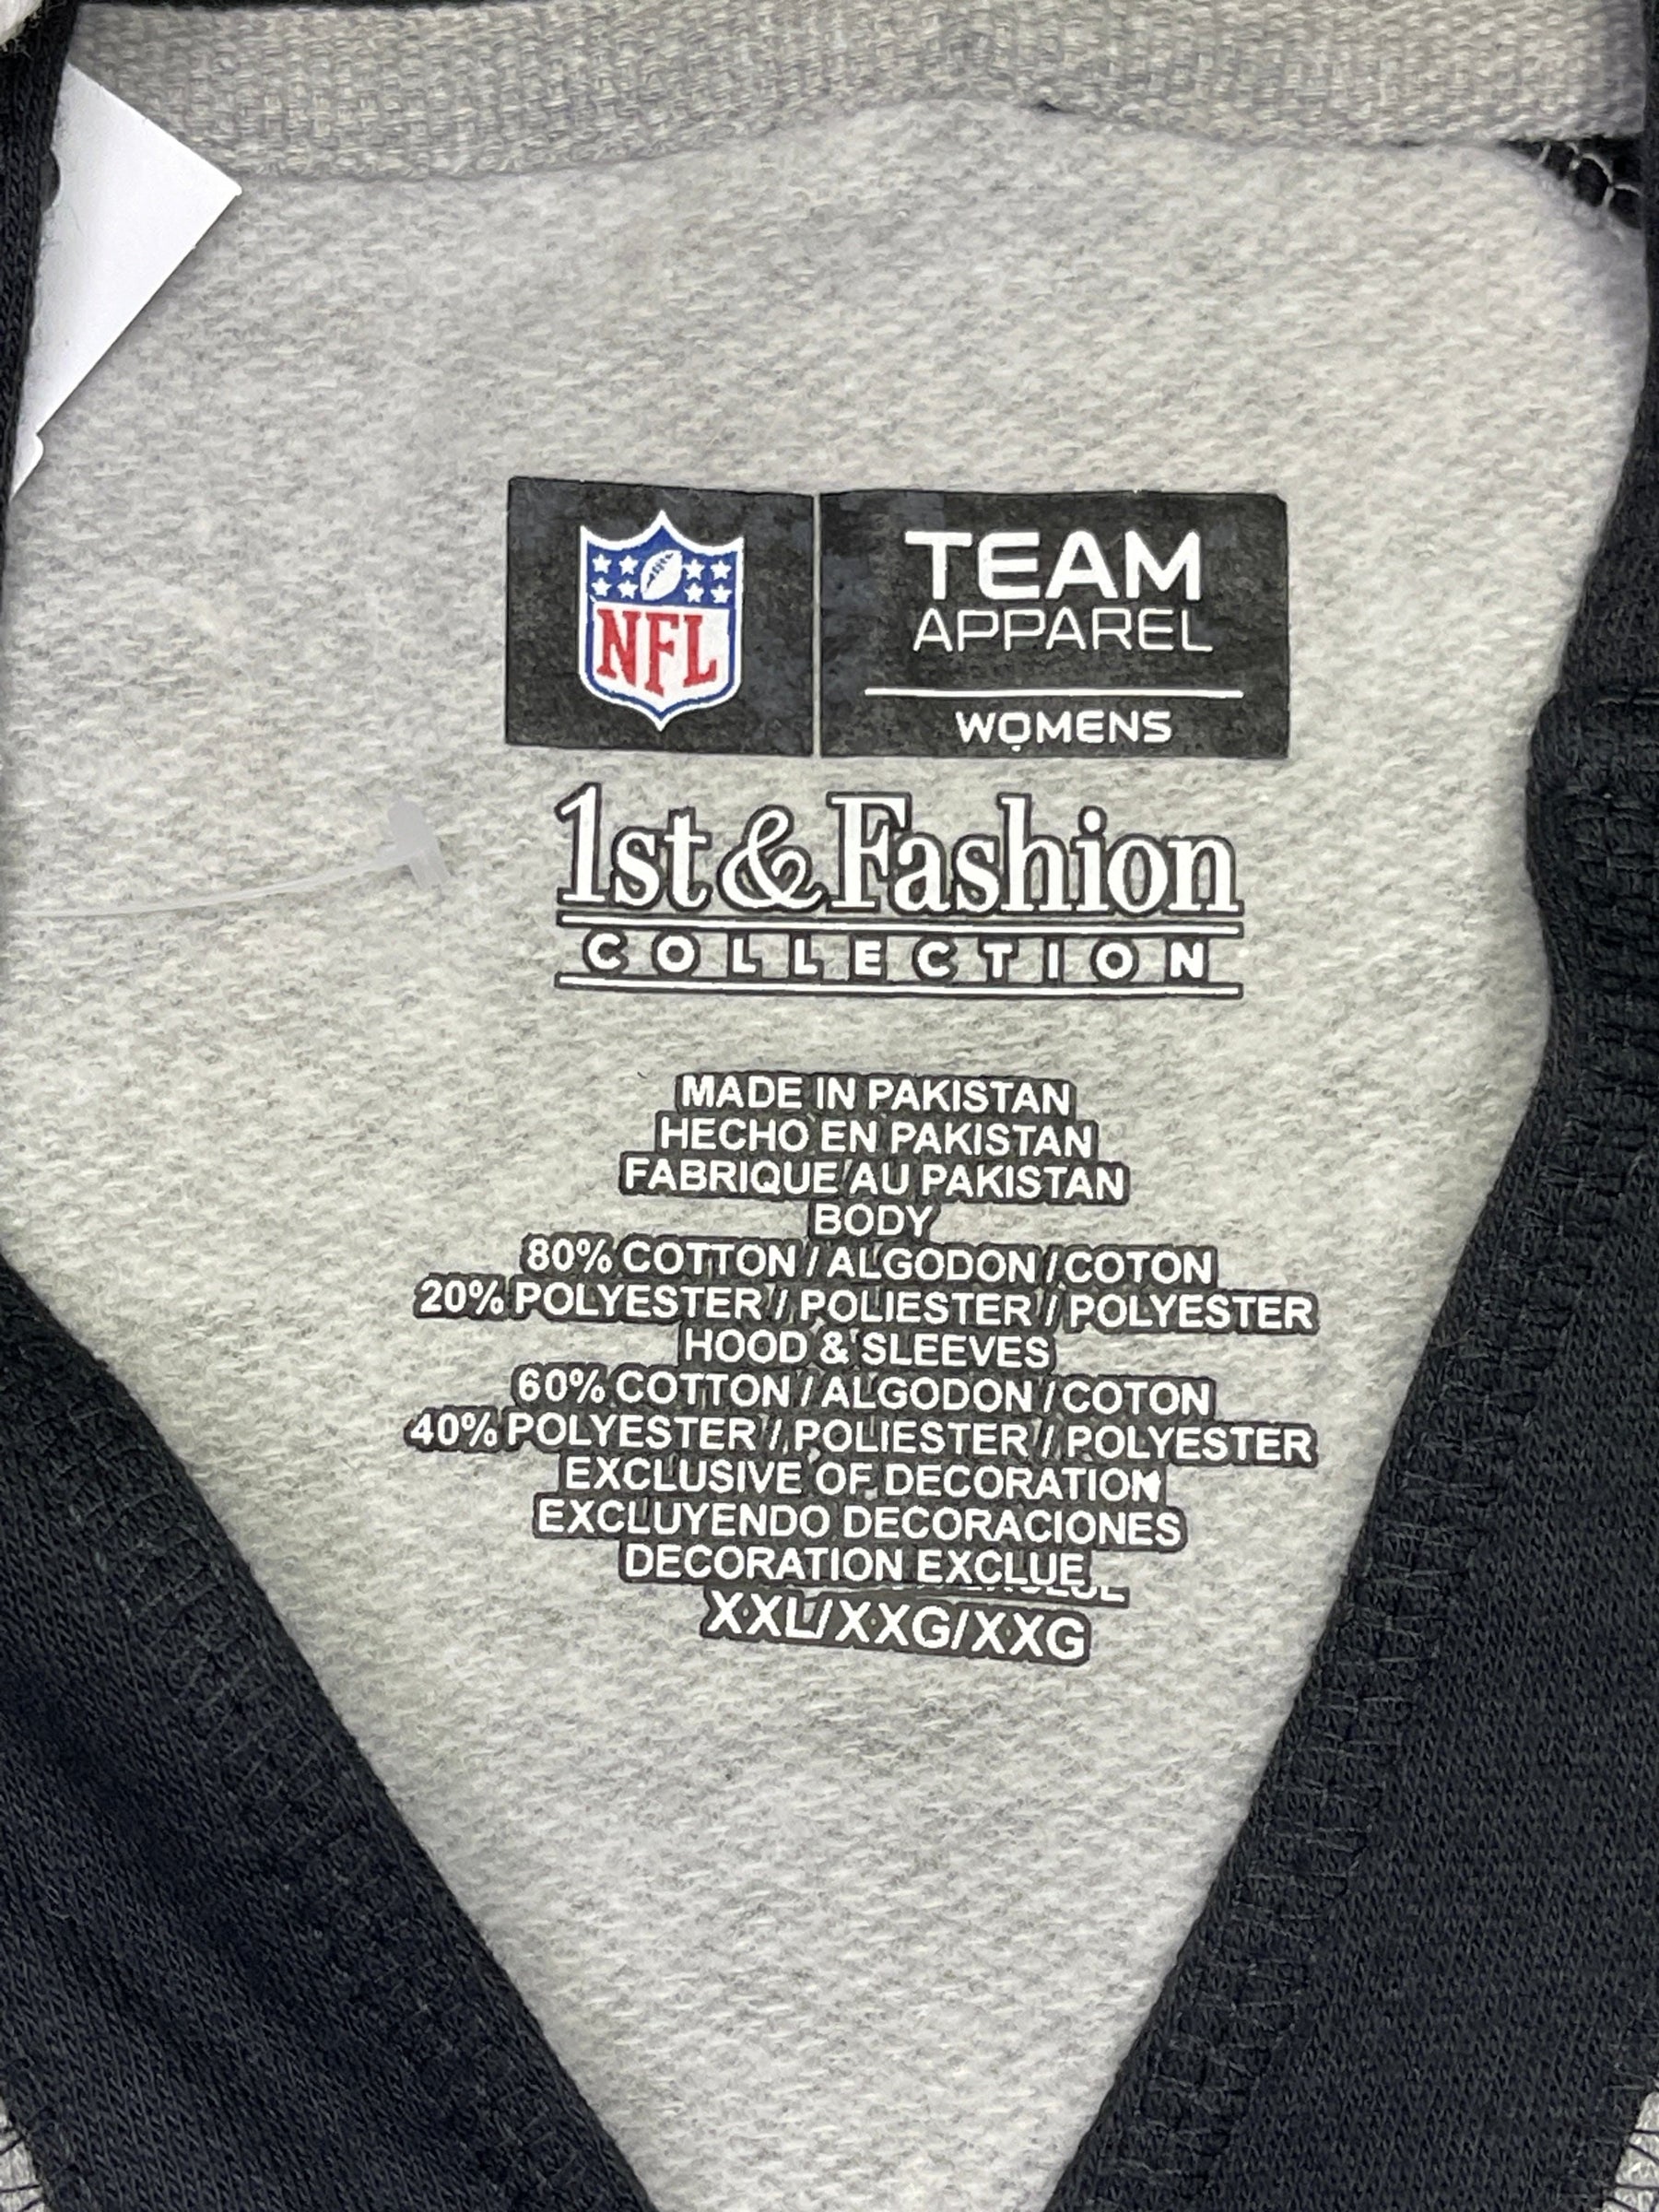 NFL
TEAM
APPAREL
WOMENS
1st & Fashion
COLLECTION
MADE IN PAKISTAN
HECHO EN PAKISTAN
FABRIQUE AU PAKISTAN
BODY
80% COTTON / ALGODON / COTON
20% POLYESTER / POLIESTER / POLYESTER
HOOD & SLEEVES
60% COTTON / ALGODON / COTON
40% POLYESTER / POLIESTER / POLYESTER
EXCLUSIVE OF DECORATION
EXCLUYENDO DECORACIONES
DECORATION EXCLUE
XXL/XXG/XXG